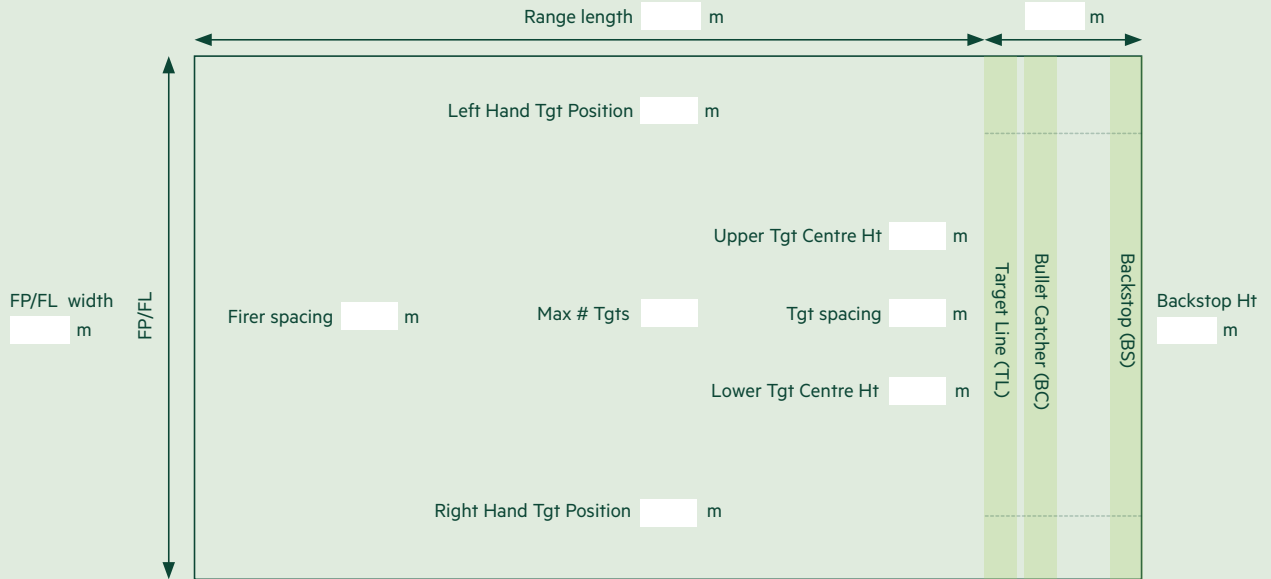 Range length m
m
Left Hand Tgt Position m
Upper Tgt Centre Ht m
FP/FL width
m
FP/FL
Firer spacing m
Max # Tgts
Tgt spacing m
Target Line (TL)
Bullet Catcher (BC)
Backstop (BS)
Backstop Ht
m
Lower Tgt Centre Ht m
Right Hand Tgt Position m